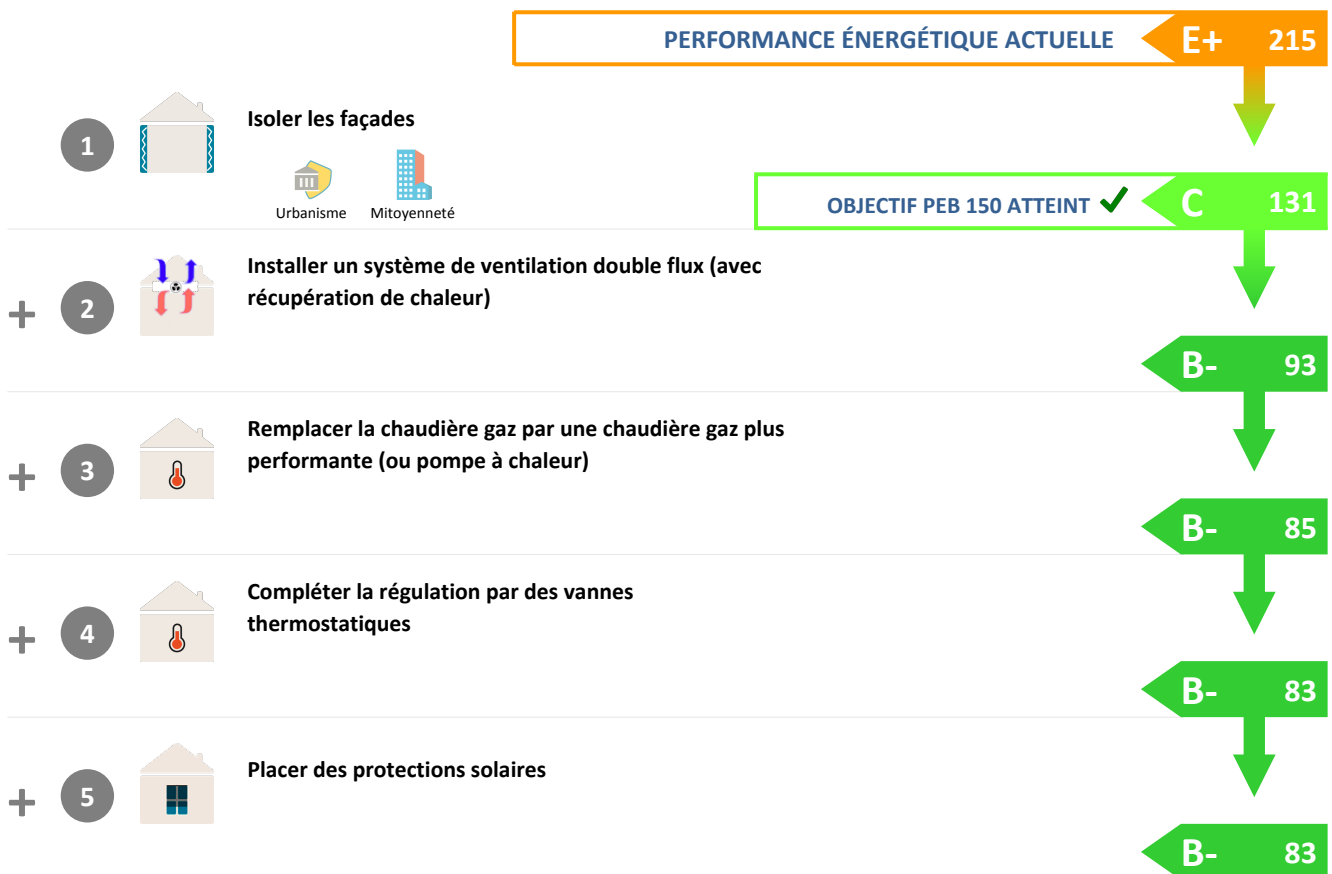 PERFORMANCE ÉNERGÉTIQUE ACTUELLE
E+ 215
1
Isoler les façades
Urbanisme Mitoyenneté
OBJECTIF PEB 150 ATTEINT ✓
C 131
+ 2
Installer un système de ventilation double flux (avec
récupération de chaleur)
B- 93
+ 3
Remplacer la chaudière gaz par une chaudière gaz plus
performante (ou pompe à chaleur)
B- 85
+ 4
Compléter la régulation par des vannes
thermostatiques
B- 83
+ 5
Placer des protections solaires
B- 83